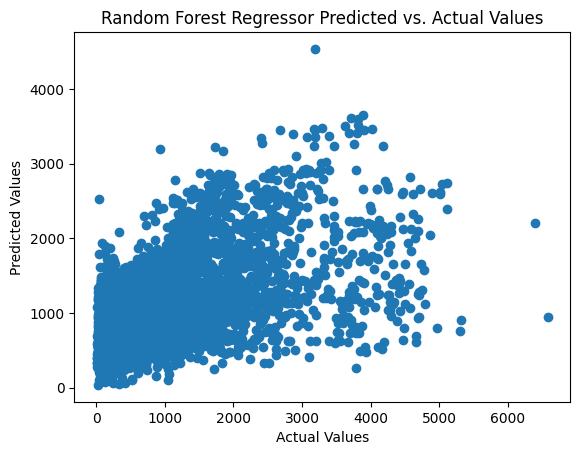 Random Forest Regressor Predicted vs. Actual Values
Predicted Values
4000
3000
2000
1000
0
0 1000 2000 3000 4000 5000 6000
Actual Values